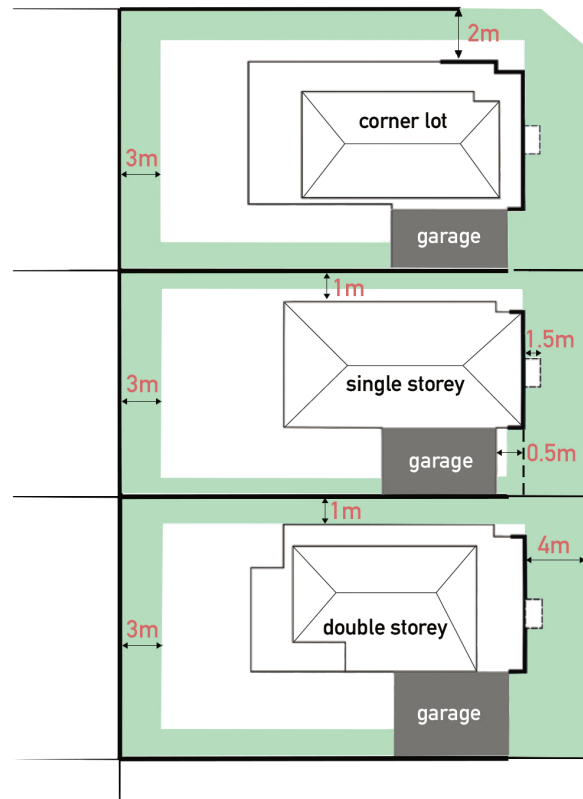 2m
corner lot
3m
garage
1m
1.5m
single storey
3m
garage
0.5m
1m
4m
double storey
3m
garage